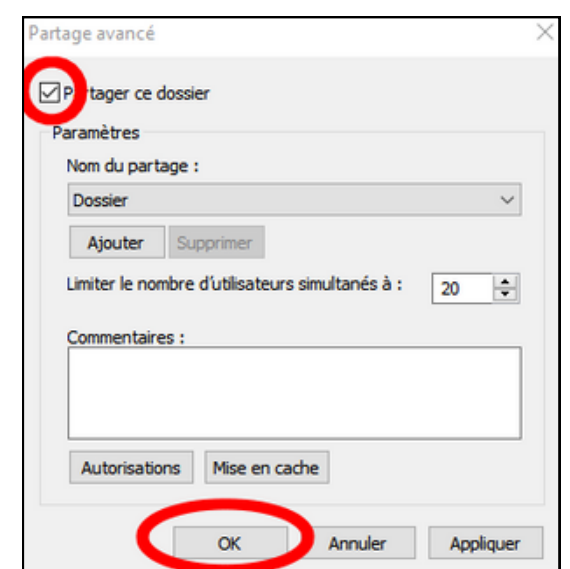 Partage avancé
Partager ce dossier
Paramètres
Nom du partage :
Dossier
Ajouter Supprimer
Limiter le nombre d'utilisateurs simultanés à : 20
Commentaires :
Autorisations Mise en cache
OK Annuler Appliquer